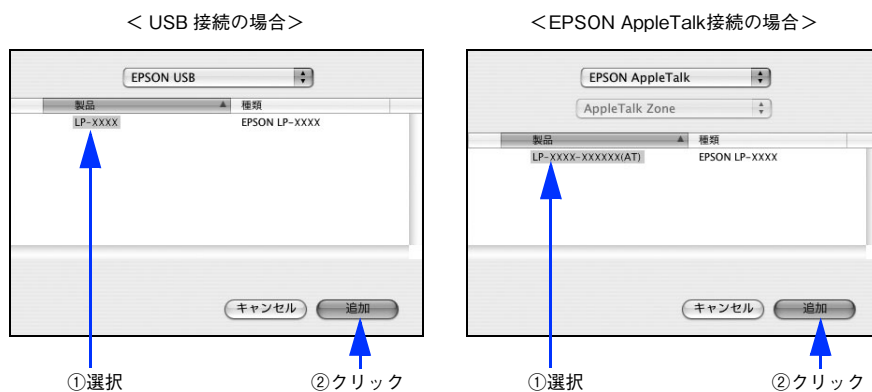 ＜ USB 接続の場合＞
EPSON USB
製品 種類
LP-XXXX EPSON LP-XXXX
キャンセル 追加
①選択 ②クリック
＜EPSON AppleTalk接続の場合＞
EPSON AppleTalk
AppleTalk Zone
製品 種類
LP-XXXX-XXXXXX(AT) EPSON LP-XXXX
キャンセル 追加
①選択 ②クリック